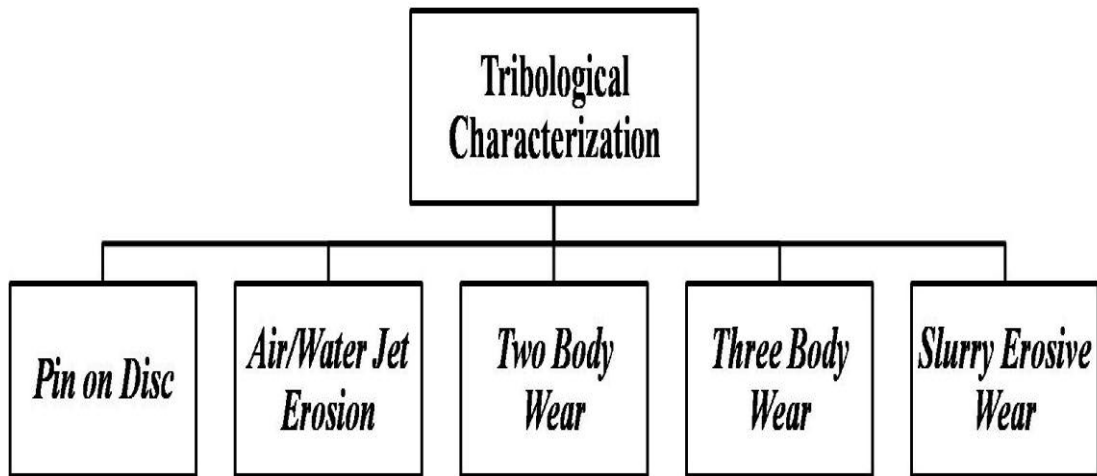 Tribological
Characterization
Pin on Disc
Air/Water Jet
Erosion
Two Body
Wear
Three Body
Wear
Slurry Erosive
Wear